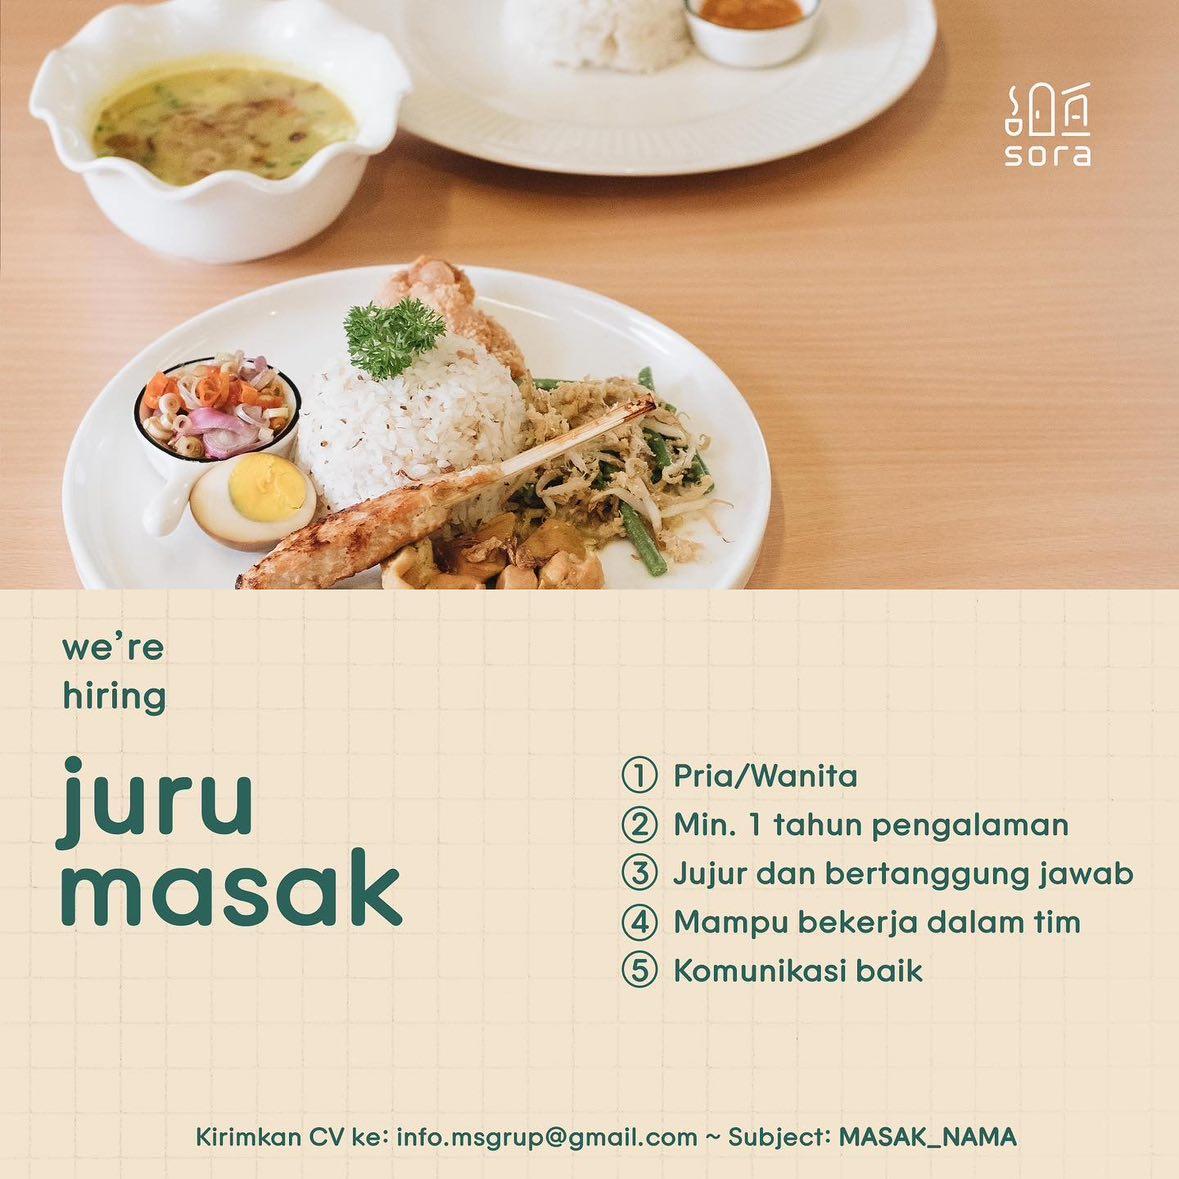 sora
we're
hiring
juru
masak
① Pria/Wanita
② Min. 1 tahun pengalaman
③ Jujur dan bertanggung jawab
④ Mampu bekerja dalam tim
⑤ Komunikasi baik
Kirimkan CV ke: info.msgrup@gmail.com ~ Subject: MASAK_NAMA